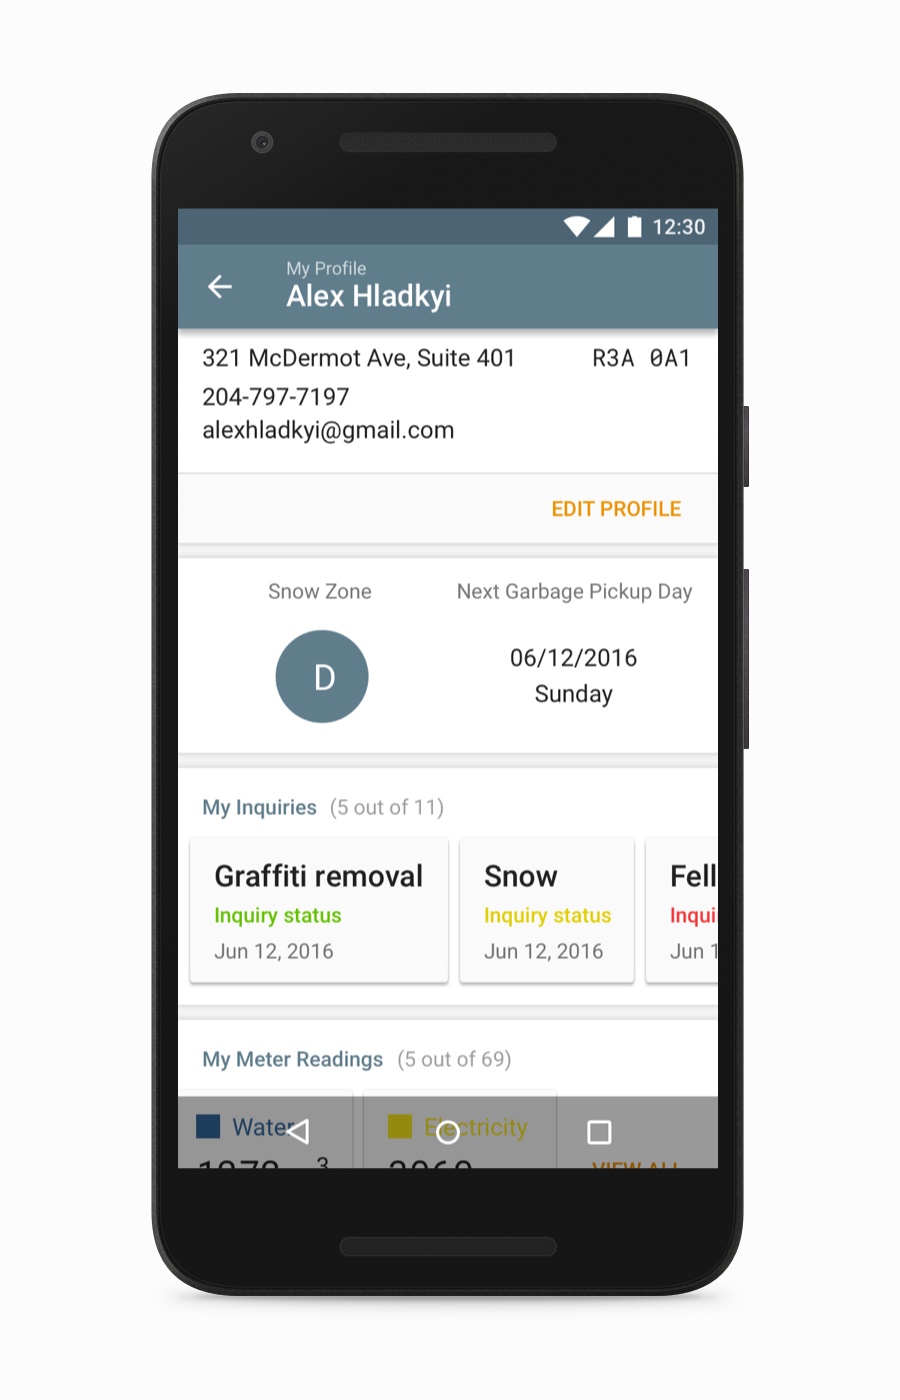 12:30
My Profile
Alex Hladkyi
321 McDermot Ave, Suite 401 R3A 0A1
204-797-7197
alexhladkyi@gmail.com
EDIT PROFILE
Snow Zone Next Garbage Pickup Day
D
06/12/2016
Sunday
My Inquiries (5 out of 11)
Graffiti removal
Inquiry status
Jun 12, 2016
Snow
Inquiry status
Jun 12, 2016
Fell
Inqui
Jun 1
My Meter Readings (5 out of 69)
Water
3
Electricity
VIEW ALL